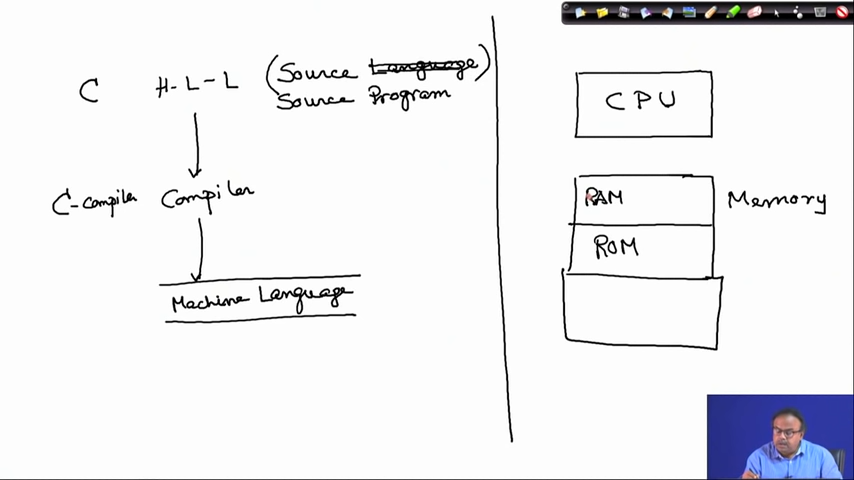 C H-L-L (Source Language)
Source Program
C-compiler Compiler
Machine Language
CPU
RAM Memory
ROM